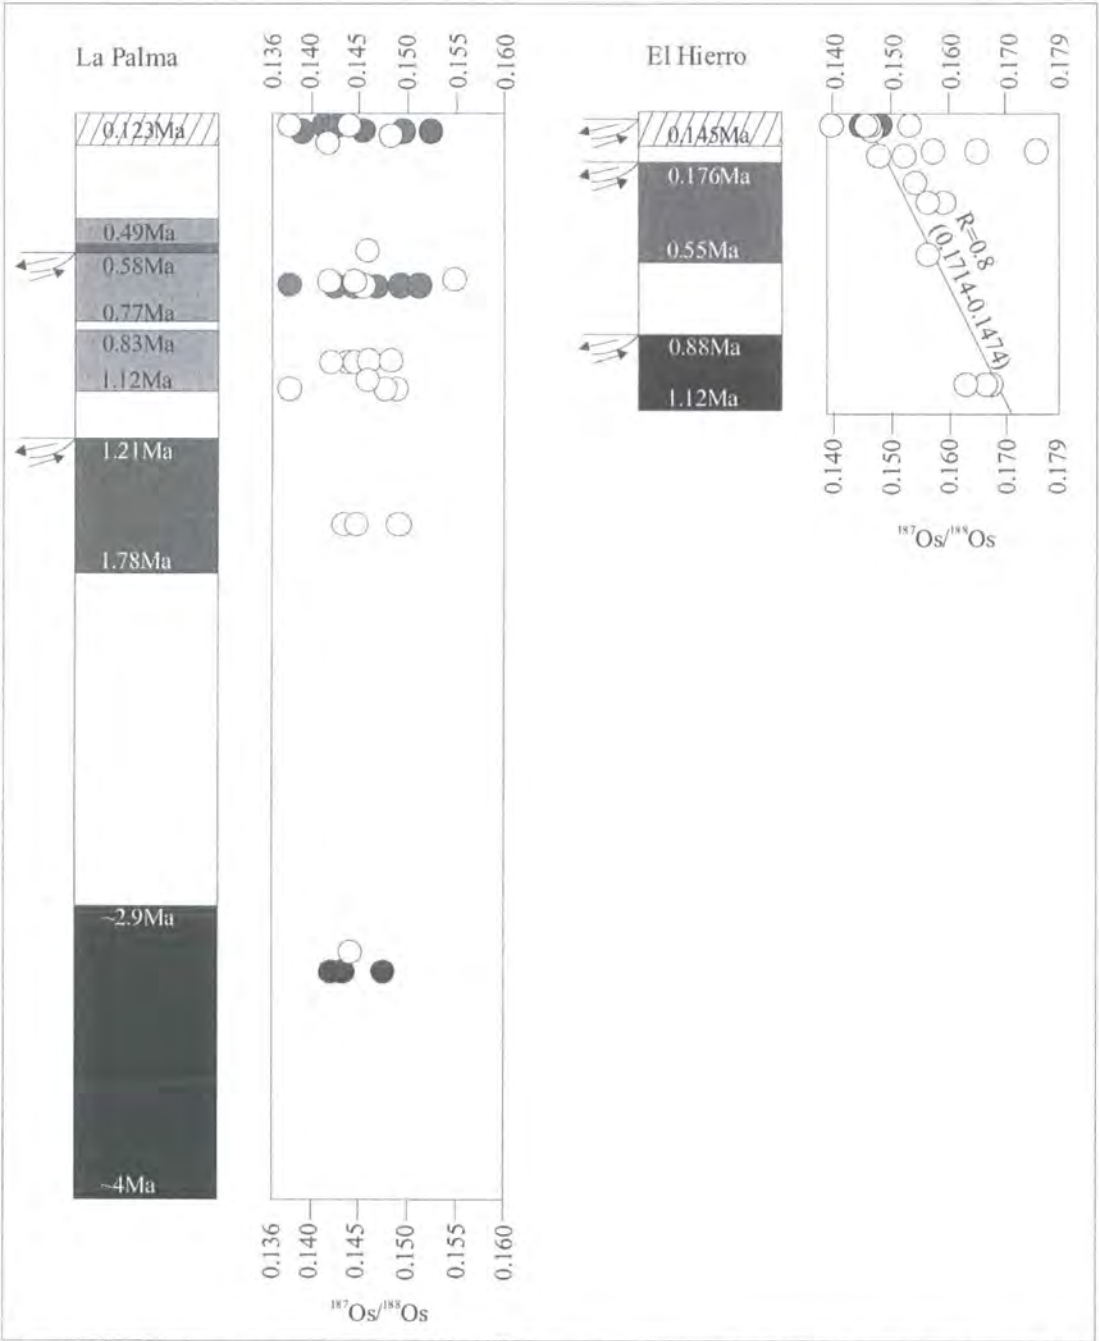 La Palma
0.136 0.140 0.145 0.150 0.155 0.160
0.123Ma
0.49Ma
0.58Ma
0.77Ma
0.83Ma
1.12Ma
1.21Ma
1.78Ma
~2.9Ma
~4Ma
0.136 0.140 0.145 0.150 0.155 0.160
¹⁸⁷Os/¹⁸⁸Os
El Hierro
0.140 0.150 0.160 0.170 0.179
0.145Ma
0.176Ma
0.55Ma
0.88Ma
1.12Ma
R=0.8
(0.1714-0.1474)
0.140 0.150 0.160 0.170 0.179
¹⁸⁷Os/¹⁸⁸Os